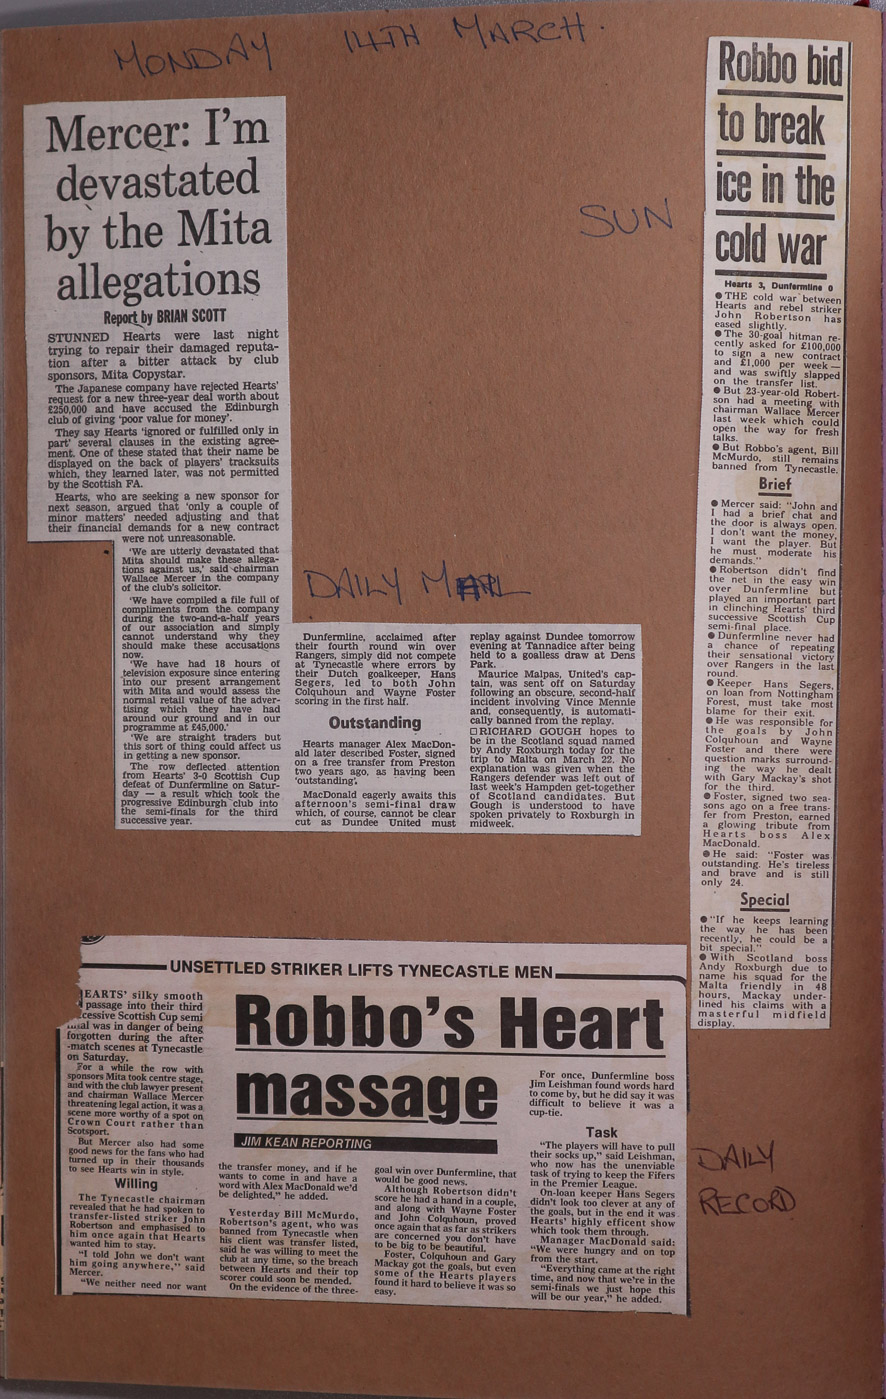 MONDAY 14TH MARCH.
Mercer: I'm
devastated
by the Mita
allegations
Report by BRIAN SCOTT
STUNNED Hearts were last night
trying to repair their damaged reputa-
tion after a bitter attack by club
sponsors, Mita Copystar.
The Japanese company have rejected Hearts'
request for a new three-year deal worth about
£250,000 and have accused the Edinburgh
club of giving 'poor value for money'.
They say Hearts 'ignored or fulfilled only in
part' several clauses in the existing agree-
ment. One of these stated that their name be
displayed on the back of players' tracksuits
which, they learned later, was not permitted
by the Scottish FA.
Hearts, who are seeking a new sponsor for
next season, argued that 'only a couple of
minor matters' needed adjusting and that
their financial demands for a new contract
were not unreasonable.
'We are utterly devastated that
Mita should make these allega-
tions against us,' said chairman
Wallace Mercer in the company
of the club's solicitor.
'We have compiled a file full of
compliments from the company
during the two-and-a-half years
of our association and simply
cannot understand why they
should make these accusations
now.
'We have had 18 hours of
television exposure since entering
into our present arrangement
with Mita and would assess the
normal retail value of the adver-
tising which they have had
around our ground and in our
programme at £45,000.'
'We are straight traders but
this sort of thing could affect us
in getting a new sponsor.
The row deflected attention
from Hearts' 3-0 Scottish Cup
defeat of Dunfermline on Satur-
day — a result which took the
progressive Edinburgh club into
the semi-finals for the third
successive year.
DAILY MAIL
Dunfermline, acclaimed after
their fourth round win over
Rangers, simply did not compete
at Tynecastle where errors by
their Dutch goalkeeper, Hans
Segers, led to both John
Colquhoun and Wayne Foster
scoring in the first half.
Outstanding
Hearts manager Alex MacDon-
ald later described Foster, signed
on a free transfer from Preston
two years ago, as having been
'outstanding'.
MacDonald eagerly awaits this
afternoon's semi-final draw
which, of course, cannot be clear
cut as Dundee United must
replay against Dundee tomorrow
evening at Tannadice after being
held to a goalless draw at Dens
Park.
Maurice Malpas, United's cap-
tain, was sent off on Saturday
following an obscure, second-half
incident involving Vince Mennie
and, consequently, is automati-
cally banned from the replay.
□ RICHARD GOUGH hopes to
be in the Scotland squad named
by Andy Roxburgh today for the
trip to Malta on March 22. No
explanation was given when the
Rangers defender was left out of
last week's Hampden get-together
of Scotland candidates. But
Gough is understood to have
spoken privately to Roxburgh in
midweek.
SUN
Robbo bid
to break
ice in the
cold war
Hearts 3, Dunfermline 0
● THE cold war between
Hearts and rebel striker
John Robertson has
eased slightly.
● The 30-goal hitman re-
cently asked for £100,000
to sign a new contract
and £1,000 per week —
and was swiftly slapped
on the transfer list.
● But 23-year-old Robert-
son had a meeting with
chairman Wallace Mercer
last week which could
open the way for fresh
talks.
● But Robbo's agent, Bill
McMurdo, still remains
banned from Tynecastle.
Brief
● Mercer said: "John and
I had a brief chat and
the door is always open.
I don't want the money,
I want the player. But
he must moderate his
demands."
● Robertson didn't find
the net in the easy win
over Dunfermline but
played an important part
in clinching Hearts' third
successive Scottish Cup
semi-final place.
● Dunfermline never had
a chance of repeating
their sensational victory
over Rangers in the last
round.
● Keeper Hans Segers,
on loan from Nottingham
Forest, must take most
blame for their exit.
● He was responsible for
the goals by John
Colquhoun and Wayne
Foster and there were
question marks surround-
ing the way he dealt
with Gary Mackay's shot
for the third.
● Foster, signed two sea-
sons ago on a free trans-
fer from Preston, earned
a glowing tribute from
Hearts boss Alex
MacDonald.
● He said: "Foster was
outstanding. He's tireless
and brave and is still
only 24.
Special
● "If he keeps learning
the way he has been
recently, he could be a
bit special."
● With Scotland boss
Andy Roxburgh due to
name his squad for the
Malta friendly in 48
hours, Mackay under-
lined his claims with a
masterful midfield
display.
UNSETTLED STRIKER LIFTS TYNECASTLE MEN
Robbo's Heart
massage
JIM KEAN REPORTING
EARTS' silky smooth
passage into their third
cessive Scottish Cup semi
was in danger of being
forgotten during the after
-match scenes at Tynecastle
on Saturday.
For a while the row with
sponsors Mita took centre stage,
and with the club lawyer present
and chairman Wallace Mercer
threatening legal action, it was a
scene more worthy of a spot on
Crown Court rather than
Scotsport.
But Mercer also had some
good news for the fans who had
turned up in their thousands
to see Hearts win in style.
Willing
The Tynecastle chairman
revealed that he had spoken to
transfer-listed striker John
Robertson and emphasised to
him once again that Hearts
wanted him to stay.
"I told John we don't want
him going anywhere," said
Mercer.
"We neither need nor want
the transfer money, and if he
wants to come in and have a
word with Alex MacDonald we'd
be delighted," he added.
Yesterday Bill McMurdo,
Robertson's agent, who was
banned from Tynecastle when
his client was transfer listed,
said he was willing to meet the
club at any time, so the breach
between Hearts and their top
scorer could soon be mended.
On the evidence of the three-
goal win over Dunfermline, that
would be good news.
Although Robertson didn't
score he had a hand in a couple,
and along with Wayne Foster
and John Colquhoun, proved
once again that as far as strikers
are concerned you don't have
to be big to be beautiful.
Foster, Colquhoun and Gary
Mackay got the goals, but even
some of the Hearts players
found it hard to believe it was so
easy.
For once, Dunfermline boss
Jim Leishman found words hard
to come by, but he did say it was
difficult to believe it was a
cup-tie.
Task
"The players will have to pull
their socks up," said Leishman,
who now has the unenviable
task of trying to keep the Fifers
in the Premier League.
On-loan keeper Hans Segers
didn't look too clever at any of
the goals, but in the end it was
Hearts' highly efficent show
which took them through.
Manager MacDonald said:
"We were hungry and on top
from the start.
"Everything came at the right
time, and now that we're in the
semi-finals we just hope this
will be our year," he added.
DAILY
RECORD